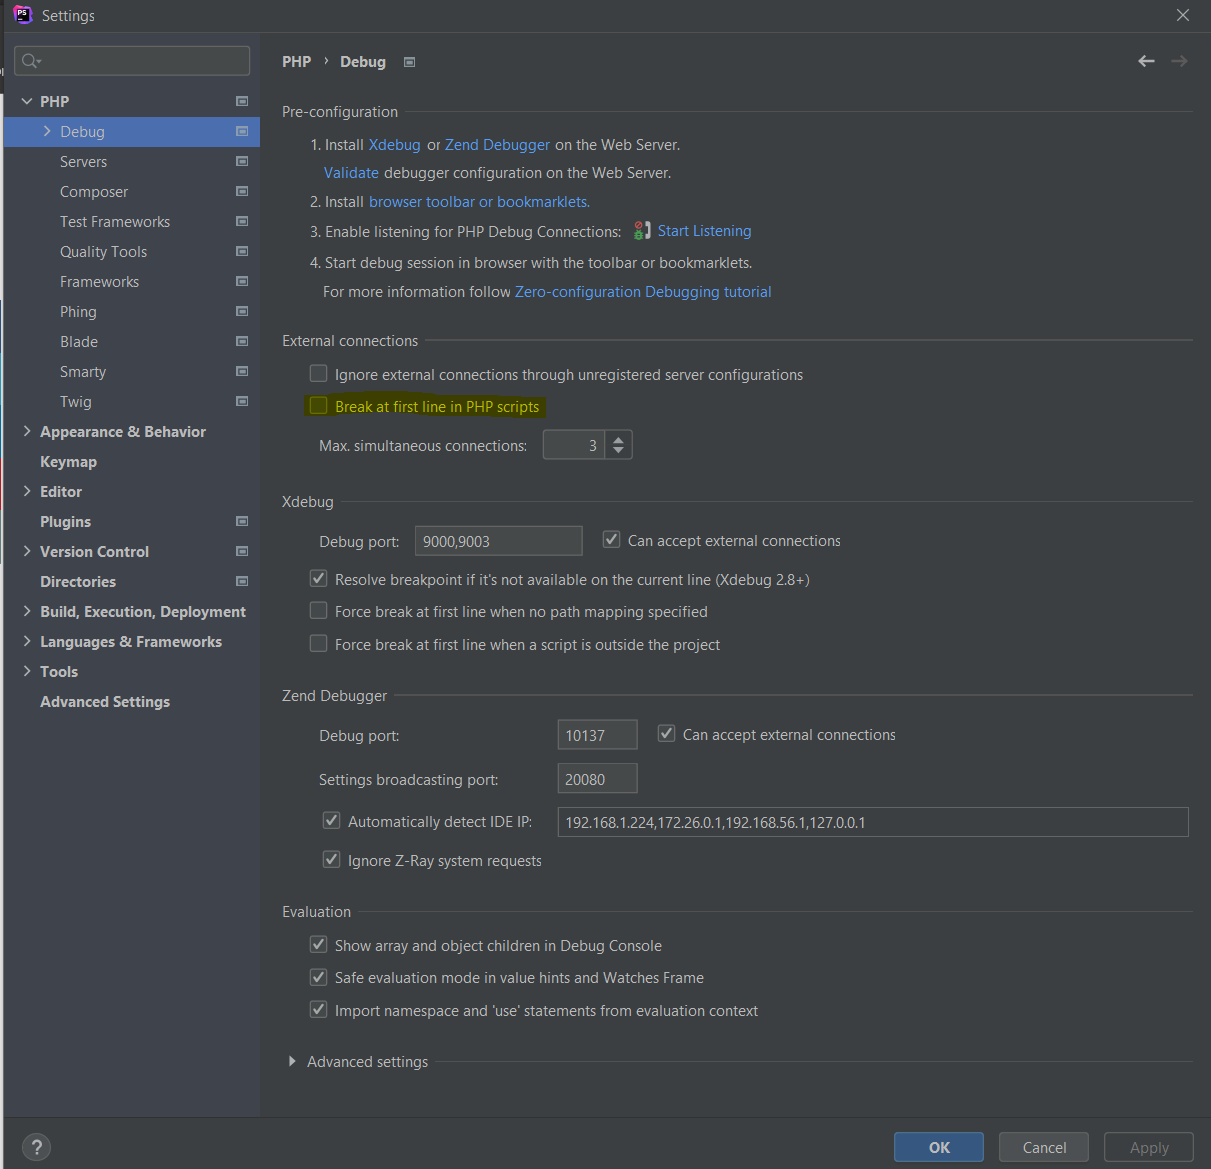 PS
Settings
PHP › Debug
PHP
Debug
Servers
Composer
Test Frameworks
Quality Tools
Frameworks
Phing
Blade
Smarty
Twig
Appearance & Behavior
Keymap
Editor
Plugins
Version Control
Directories
Build, Execution, Deployment
Languages & Frameworks
Tools
Advanced Settings
Pre-configuration
1. Install Xdebug or Zend Debugger on the Web Server.
Validate debugger configuration on the Web Server.
2. Install browser toolbar or bookmarklets.
3. Enable listening for PHP Debug Connections: Start Listening
4. Start debug session in browser with the toolbar or bookmarklets.
For more information follow Zero-configuration Debugging tutorial
External connections
Ignore external connections through unregistered server configurations
Break at first line in PHP scripts
Max. simultaneous connections: 3
Xdebug
Debug port: 9000,9003 Can accept external connections
Resolve breakpoint if it's not available on the current line (Xdebug 2.8+)
Force break at first line when no path mapping specified
Force break at first line when a script is outside the project
Zend Debugger
Debug port: 10137 Can accept external connections
Settings broadcasting port: 20080
Automatically detect IDE IP: 192.168.1.224,172.26.0.1,192.168.56.1,127.0.0.1
Ignore Z-Ray system requests
Evaluation
Show array and object children in Debug Console
Safe evaluation mode in value hints and Watches Frame
Import namespace and 'use' statements from evaluation context
Advanced settings
? OK Cancel Apply